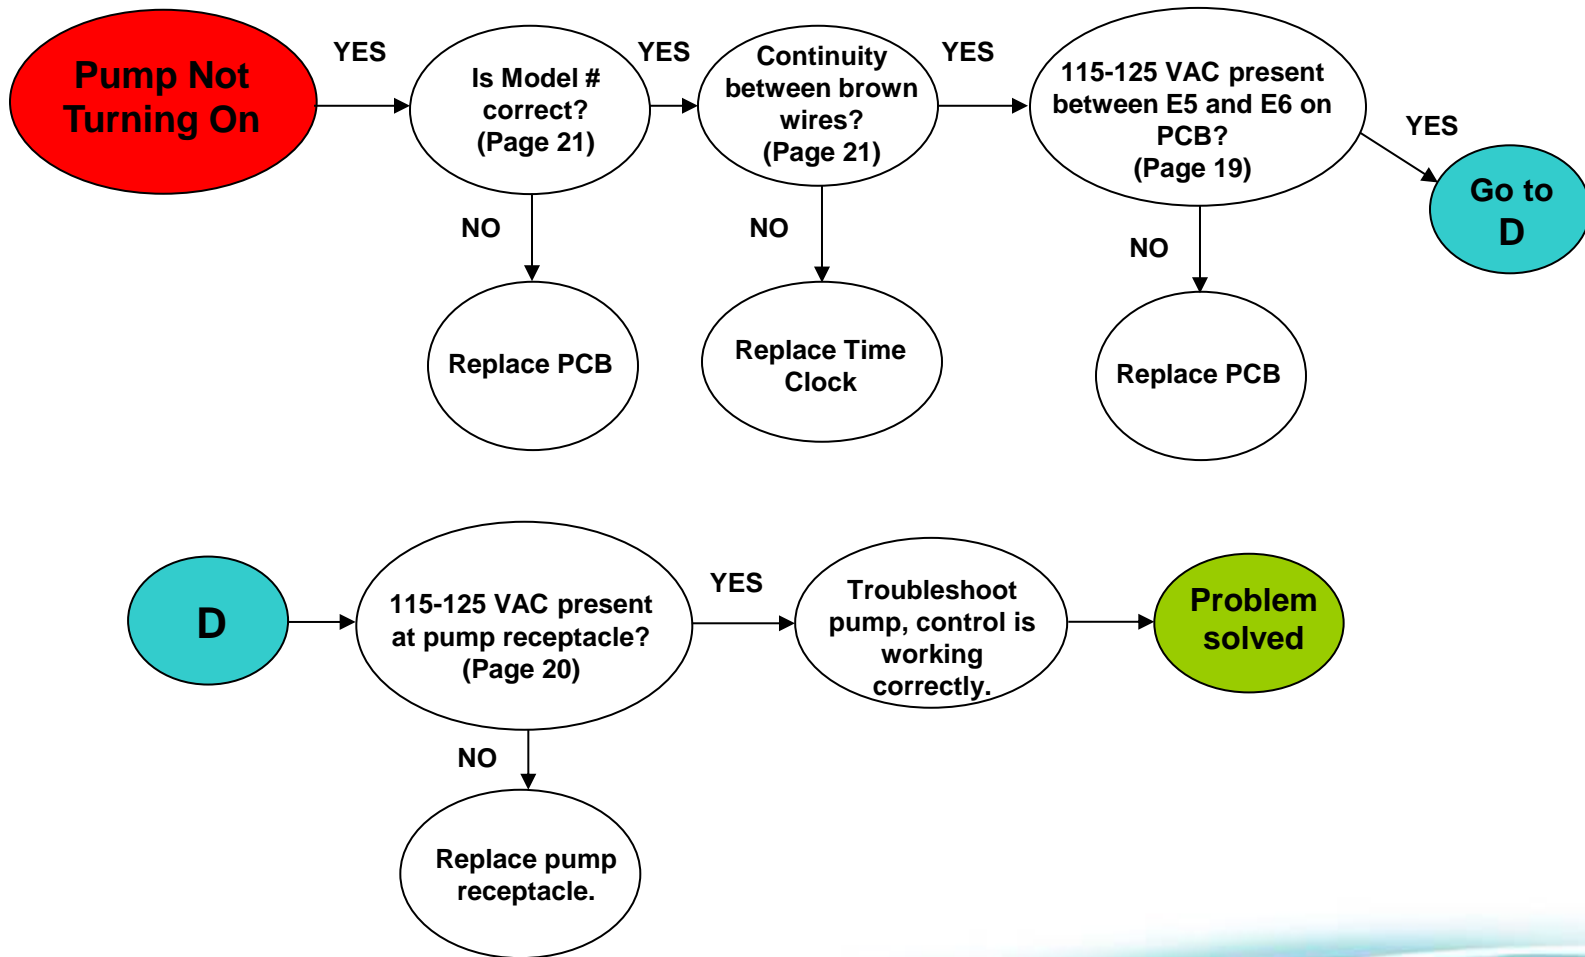 Pump Not
Turning On
YES
Is Model #
correct?
(Page 21)
YES
Continuity
between brown
wires?
(Page 21)
YES
115-125 VAC present
between E5 and E6 on
PCB?
(Page 19)
YES
Go to
D
NO
Replace PCB
NO
Replace Time
Clock
NO
Replace PCB
D
115-125 VAC present
at pump receptacle?
(Page 20)
YES
Troubleshoot
pump, control is
working
correctly.
Problem
solved
NO
Replace pump
receptacle.